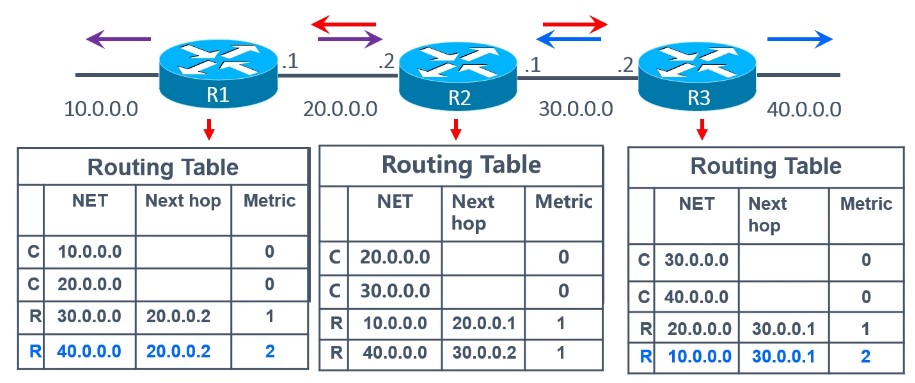 .1 .2 .1 .2
R1 R2 R3
10.0.0.0 20.0.0.0 30.0.0.0 40.0.0.0
Routing Table
NET Next hop Metric
C 10.0.0.0 0
C 20.0.0.0 0
R 30.0.0.0 20.0.0.2 1
R 40.0.0.0 20.0.0.2 2
Routing Table
NET Next hop Metric
C 20.0.0.0 0
C 30.0.0.0 0
R 10.0.0.0 20.0.0.1 1
R 40.0.0.0 30.0.0.2 1
Routing Table
NET Next hop Metric
C 30.0.0.0 0
C 40.0.0.0 0
R 20.0.0.0 30.0.0.1 1
R 10.0.0.0 30.0.0.1 2